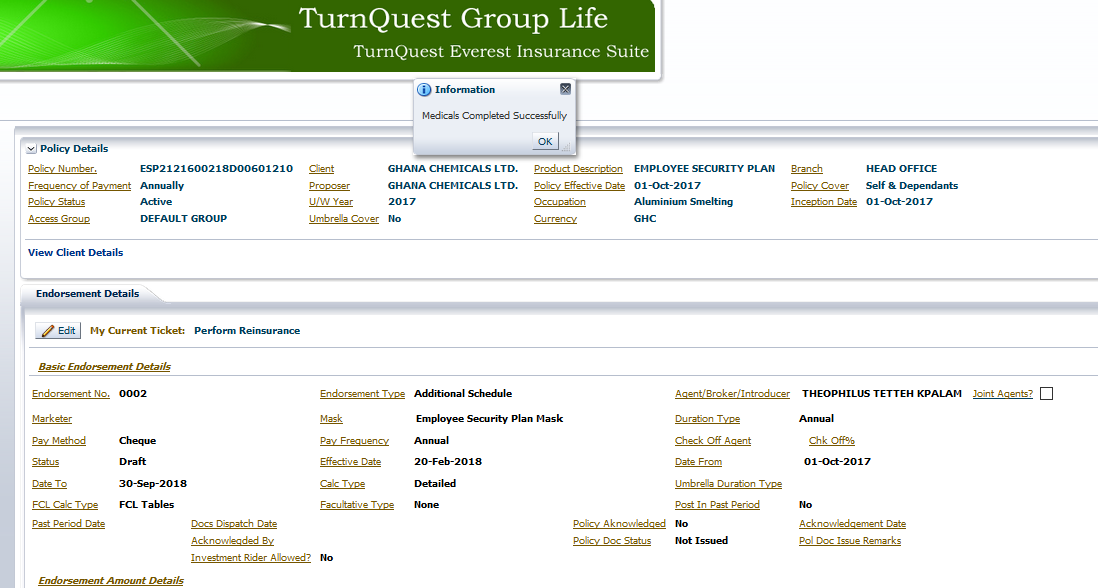 TurnQuest Group Life
TurnQuest Everest Insurance Suite
Information
Medicals Completed Successfully
OK
Policy Details
Policy Number. ESP2121600218D00601210 Client GHANA CHEMICALS LTD. Product Description EMPLOYEE SECURITY PLAN Branch HEAD OFFICE
Frequency of Payment Annually Proposer GHANA CHEMICALS LTD. Policy Effective Date 01-Oct-2017 Policy Cover Self & Dependants
Policy Status Active U/W Year 2017 Occupation Aluminium Smelting Inception Date 01-Oct-2017
Access Group DEFAULT GROUP Umbrella Cover No Currency GHC
View Client Details
Endorsement Details
Edit My Current Ticket: Perform Reinsurance
Basic Endorsement Details
Endorsement No. 0002 Endorsement Type Additional Schedule Agent/Broker/Introducer THEOPHILUS TETTEH KPALAM Joint Agents?
Marketer Mask Employee Security Plan Mask Duration Type Annual
Pay Method Cheque Pay Frequency Annual Check Off Agent Chk Off%
Status Draft Effective Date 20-Feb-2018 Date From 01-Oct-2017
Date To 30-Sep-2018 Calc Type Detailed Umbrella Duration Type
FCL Calc Type FCL Tables Facultative Type None Post In Past Period No
Past Period Date Docs Dispatch Date Policy Aknowledged No Acknowledgement Date
Acknowlegded By Policy Doc Status Not Issued Pol Doc Issue Remarks
Investment Rider Allowed? No
Endorsement Amount Details